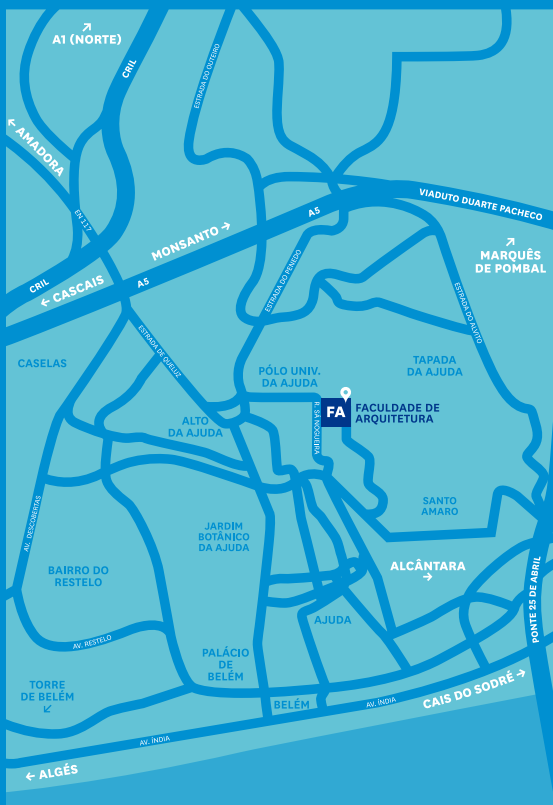 A1 (NORTE)
CRIL
ESTRADA DO OUTEIRO
AMADORA
EN 117
VIADUTO DUARTE PACHECO
MONSANTO →
A5
MARQUÊS
DE POMBAL
CRIL
← CASCAIS
A5
ESTRADA DO PENEDO
ESTRADA DO ALVITO
ESTRADA DE QUELUZ
CASELAS
PÓLO UNIV.
DA AJUDA
TAPADA
DA AJUDA
R. SÁ NOGUEIRA
FA
FACULDADE DE
ARQUITETURA
ALTO
DA AJUDA
SANTO
AMARO
AV. DESCOBERTAS
JARDIM
BOTÂNICO
DA AJUDA
ALCÂNTARA
→
BAIRRO DO
RESTELO
PONTE 25 DE ABRIL
AJUDA
AV. RESTELO
PALÁCIO
DE
BELÉM
TORRE
DE BELÉM
BELÉM
AV. ÍNDIA
CAIS DO SODRÉ →
AV. ÍNDIA
← ALGÉS